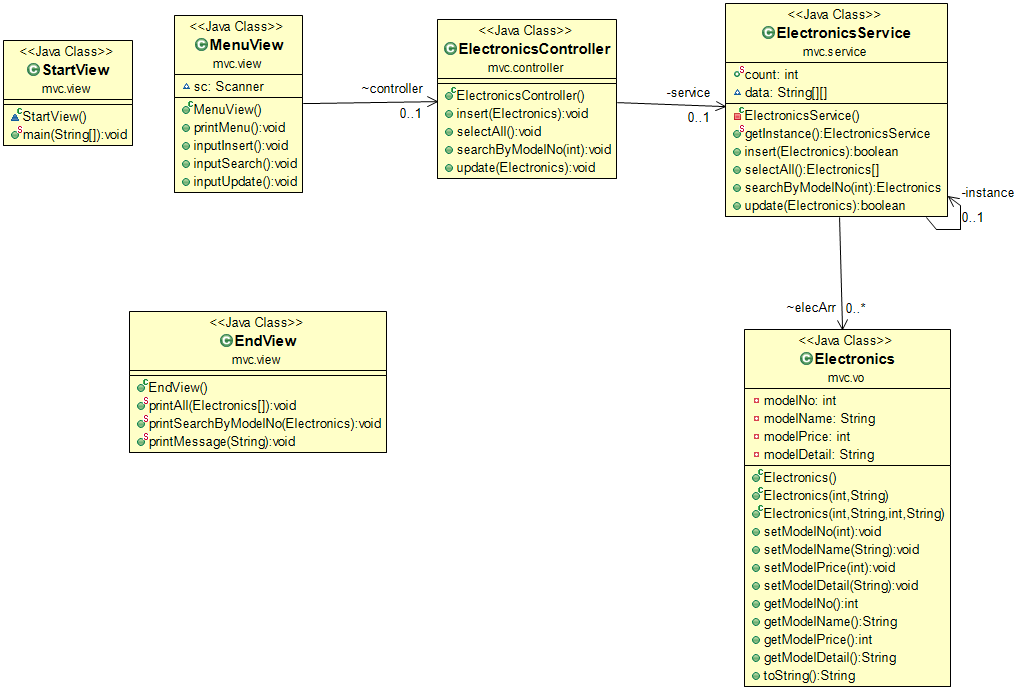 <<Java Class>>
StartView
mvc.view
StartView()
main(String[]):void
<<Java Class>>
MenuView
mvc.view
sc: Scanner
MenuView()
printMenu():void
inputInsert():void
inputSearch():void
inputUpdate():void
~controller
0..1
<<Java Class>>
ElectronicsController
mvc.controller
ElectronicsController()
insert(Electronics):void
selectAll():void
searchByModelNo(int):void
update(Electronics):void
-service
0..1
<<Java Class>>
ElectronicsService
mvc.service
count: int
data: String[][]
ElectronicsService()
getInstance():ElectronicsService
insert(Electronics):boolean
selectAll():Electronics[]
searchByModelNo(int):Electronics
update(Electronics):boolean
-instance
0..1
~elecArr
0..*
<<Java Class>>
EndView
mvc.view
EndView()
printAll(Electronics[]):void
printSearchByModelNo(Electronics):void
printMessage(String):void
<<Java Class>>
Electronics
mvc.vo
modelNo: int
modelName: String
modelPrice: int
modelDetail: String
Electronics()
Electronics(int,String)
Electronics(int,String,int,String)
setModelNo(int):void
setModelName(String):void
setModelPrice(int):void
setModelDetail(String):void
getModelNo():int
getModelName():String
getModelPrice():int
getModelDetail():String
toString():String